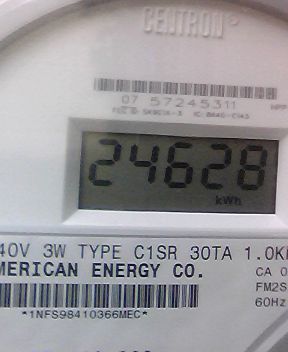 CENTRON
07 57245311
24628
kWh
40V 3W TYPE C1SR 30TA 1.0K
MERICAN ENERGY CO.
CA 0
FM2S
60Hz
*1NFS98410366MEC*